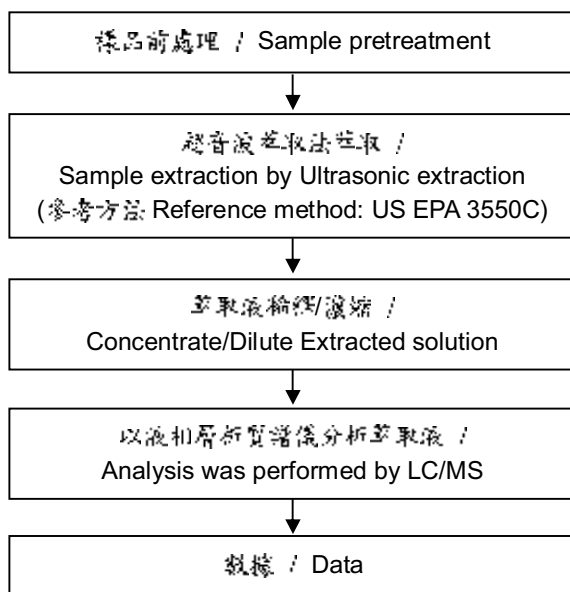 樣品前處理 / Sample pretreatment
超音波萃取法萃取 /
Sample extraction by Ultrasonic extraction
(參考方法 Reference method: US EPA 3550C)
萃取液稀釋/濃縮 /
Concentrate/Dilute Extracted solution
以液相層析質譜儀分析萃取液 /
Analysis was performed by LC/MS
數據 / Data